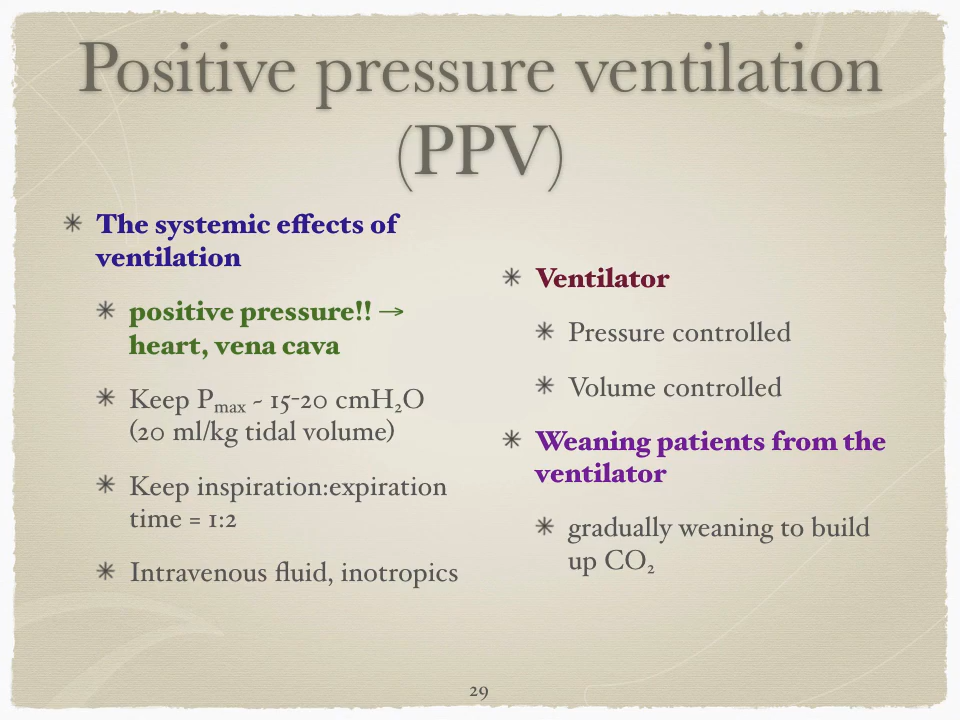 Positive pressure ventilation
(PPV)
The systemic effects of
ventilation
positive pressure!! →
heart, vena cava
Keep Pmax ~ 15-20 cmH₂O
(20 ml/kg tidal volume)
Keep inspiration:expiration
time = 1:2
Intravenous fluid, inotropics
Ventilator
Pressure controlled
Volume controlled
Weaning patients from the
ventilator
gradually weaning to build
up CO₂
29